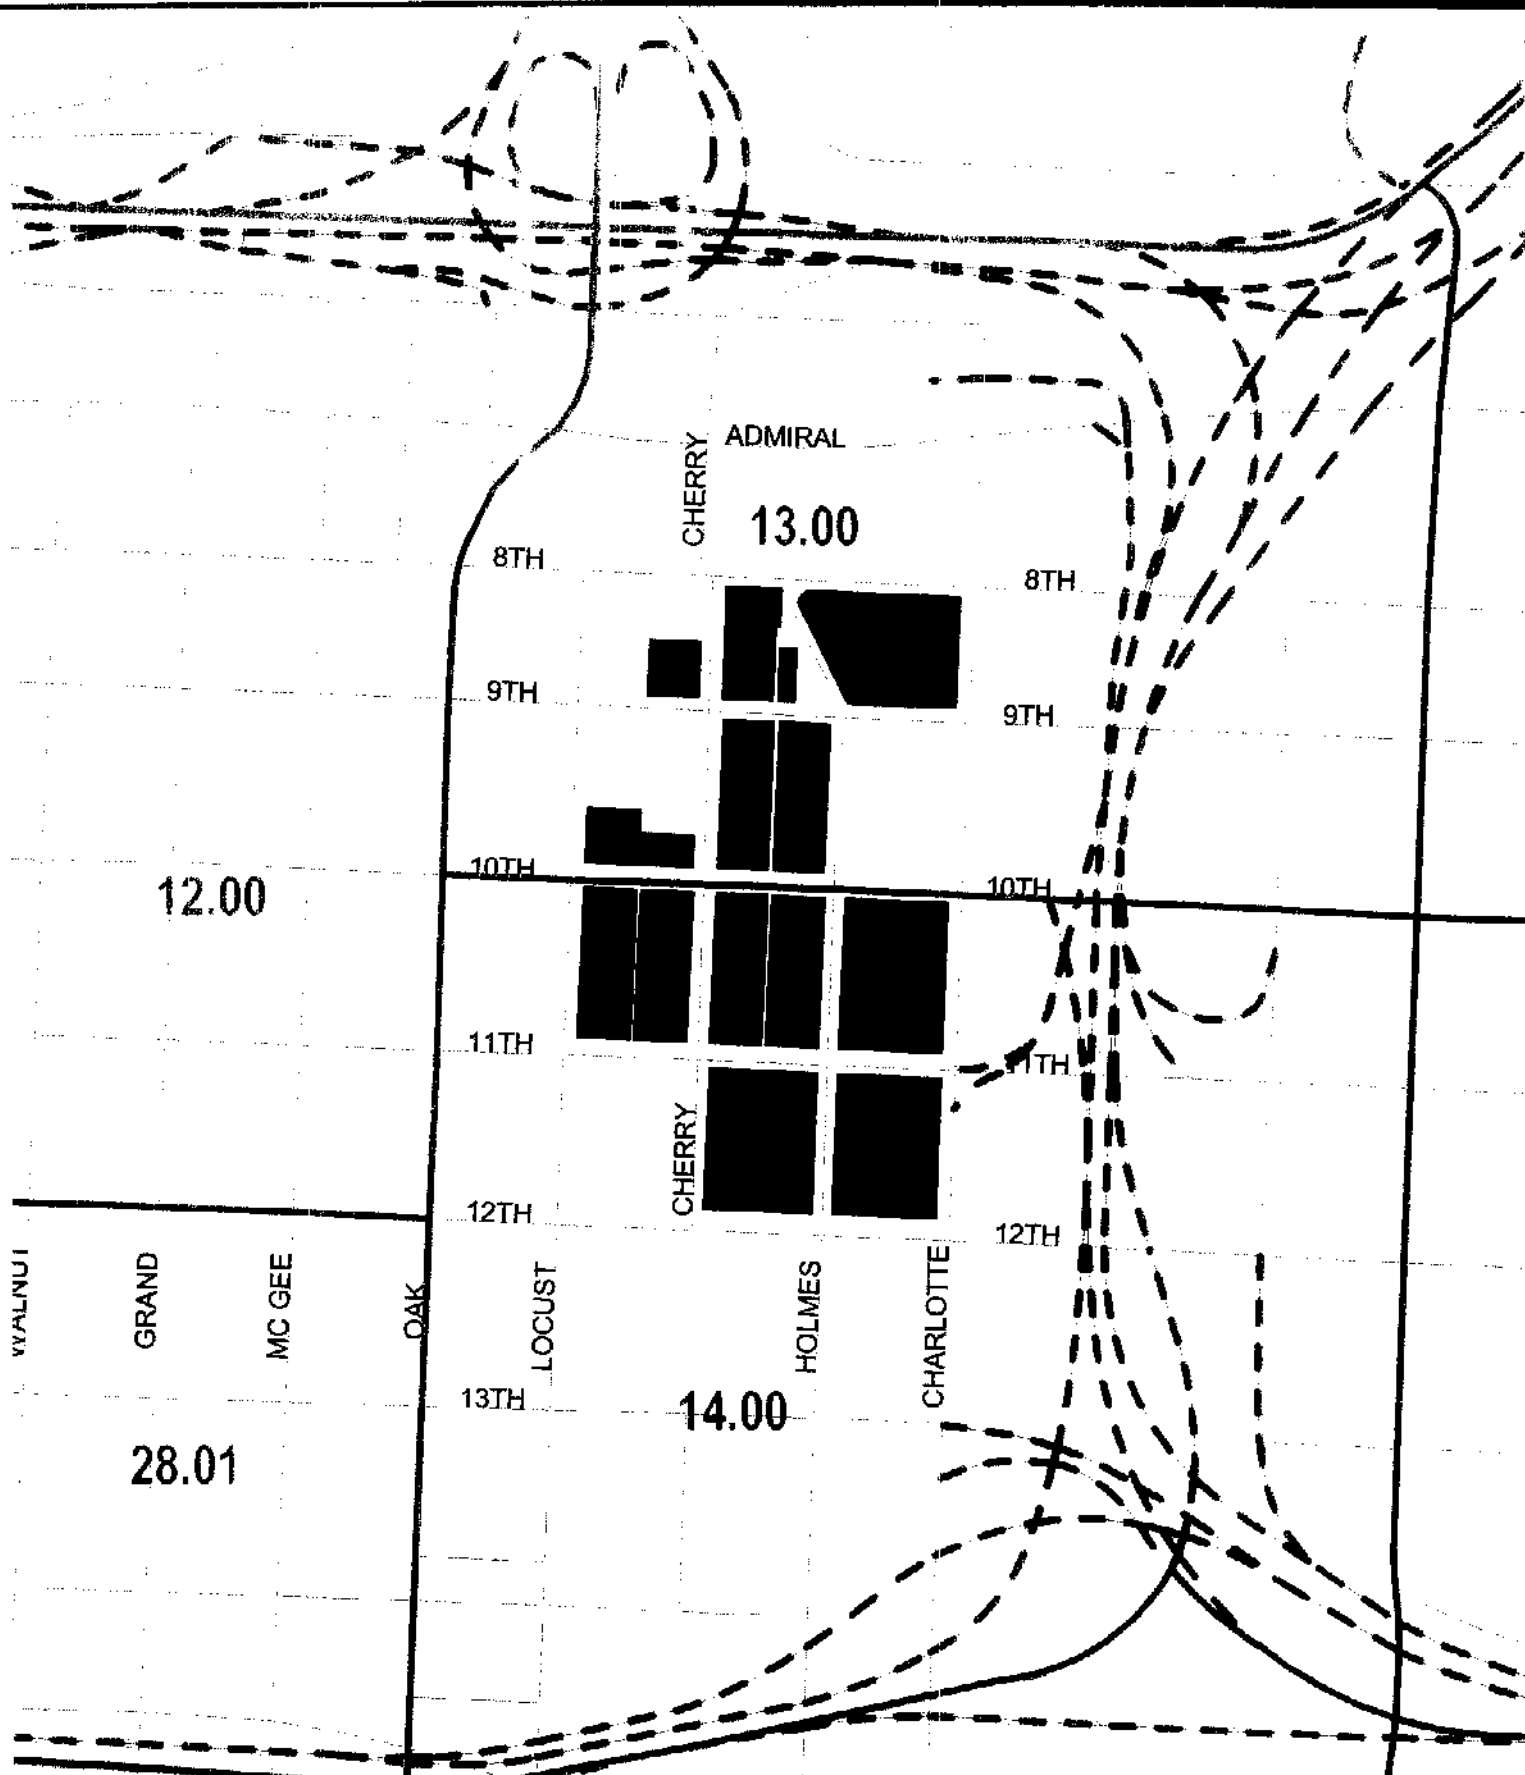 CHERRY
ADMIRAL
13.00
8TH
8TH
9TH
9TH
10TH
10TH
12.00
11TH
11TH
CHERRY
12TH
12TH
WALNUT
GRAND
MC GEE
OAK
LOCUST
HOLMES
CHARLOTTE
13TH
14.00
28.01